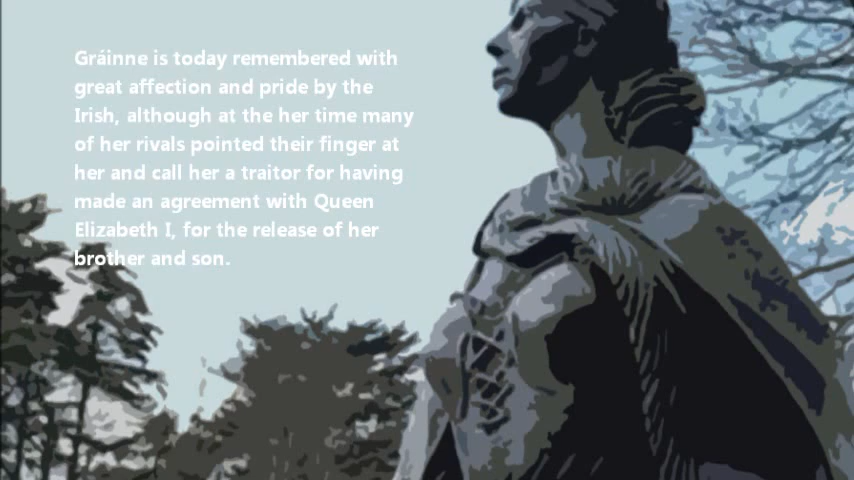 Gráinne is today remembered with
great affection and pride by the
Irish, although at the her time many
of her rivals pointed their finger at
her and call her a traitor for having
made an agreement with Queen
Elizabeth I, for the release of her
brother and son.